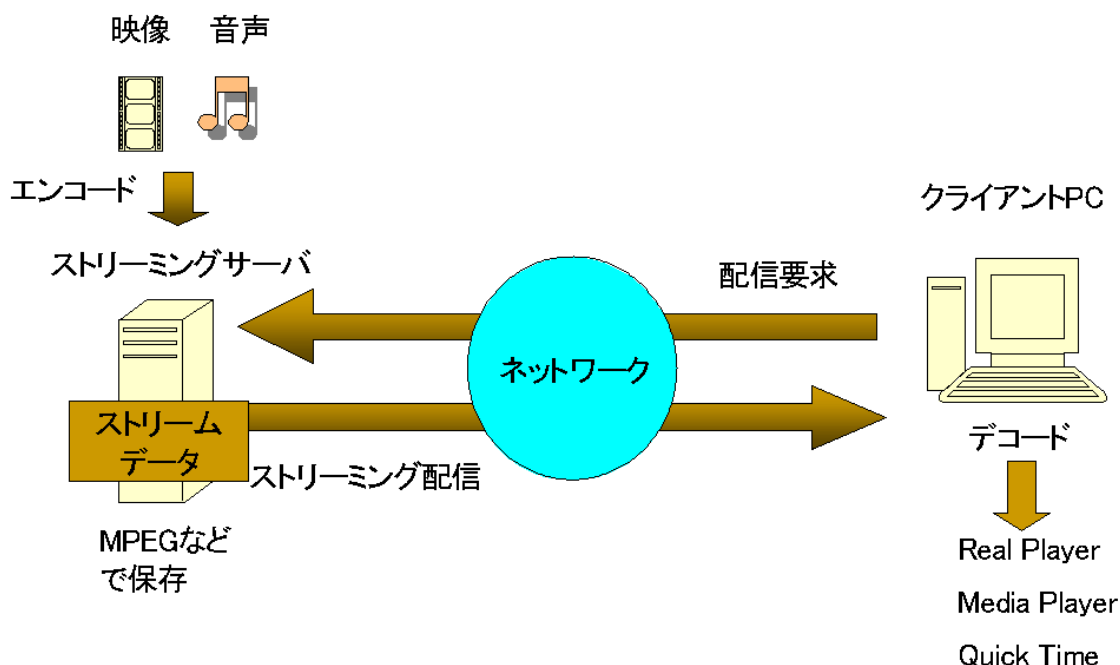 映像 音声
エンコード
クライアントPC
ストリーミングサーバ
配信要求
ネットワーク
ストリーム
データ
ストリーミング配信
デコード
MPEGなど
で保存
Real Player
Media Player
Quick Time